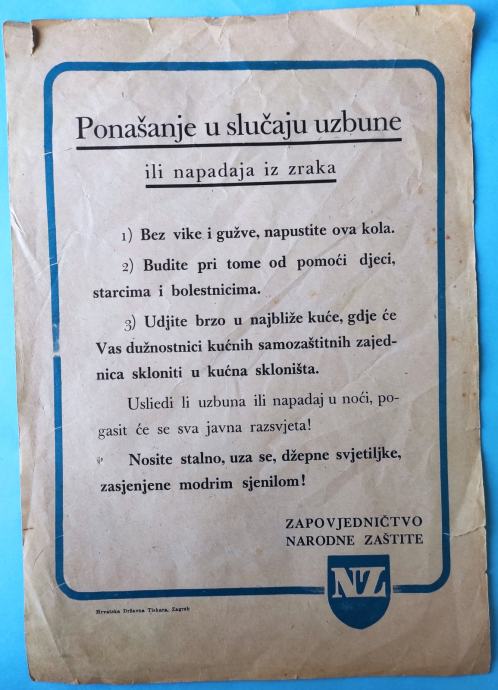 Ponašanje u slučaju uzbune
ili napadaja iz zraka
1) Bez vike i gužve, napustite ova kola.
2) Budite pri tome od pomoći djeci,
starcima i bolestnicima.
3) Udjite brzo u najbliže kuće, gdje će
Vas dužnostnici kućnih samozaštitnih zajed-
nica skloniti u kućna skloništa.
Usliedi li uzbuna ili napadaj u noći, po-
gasit će se sva javna razsvjeta!
Nosite stalno, uza se, džepne svjetiljke,
zasjenjene modrim sjenilom!
ZAPOVJEDNIČTVO
NARODNE ZAŠTITE
NZ
Hrvatska Državna Tiskara, Zagreb